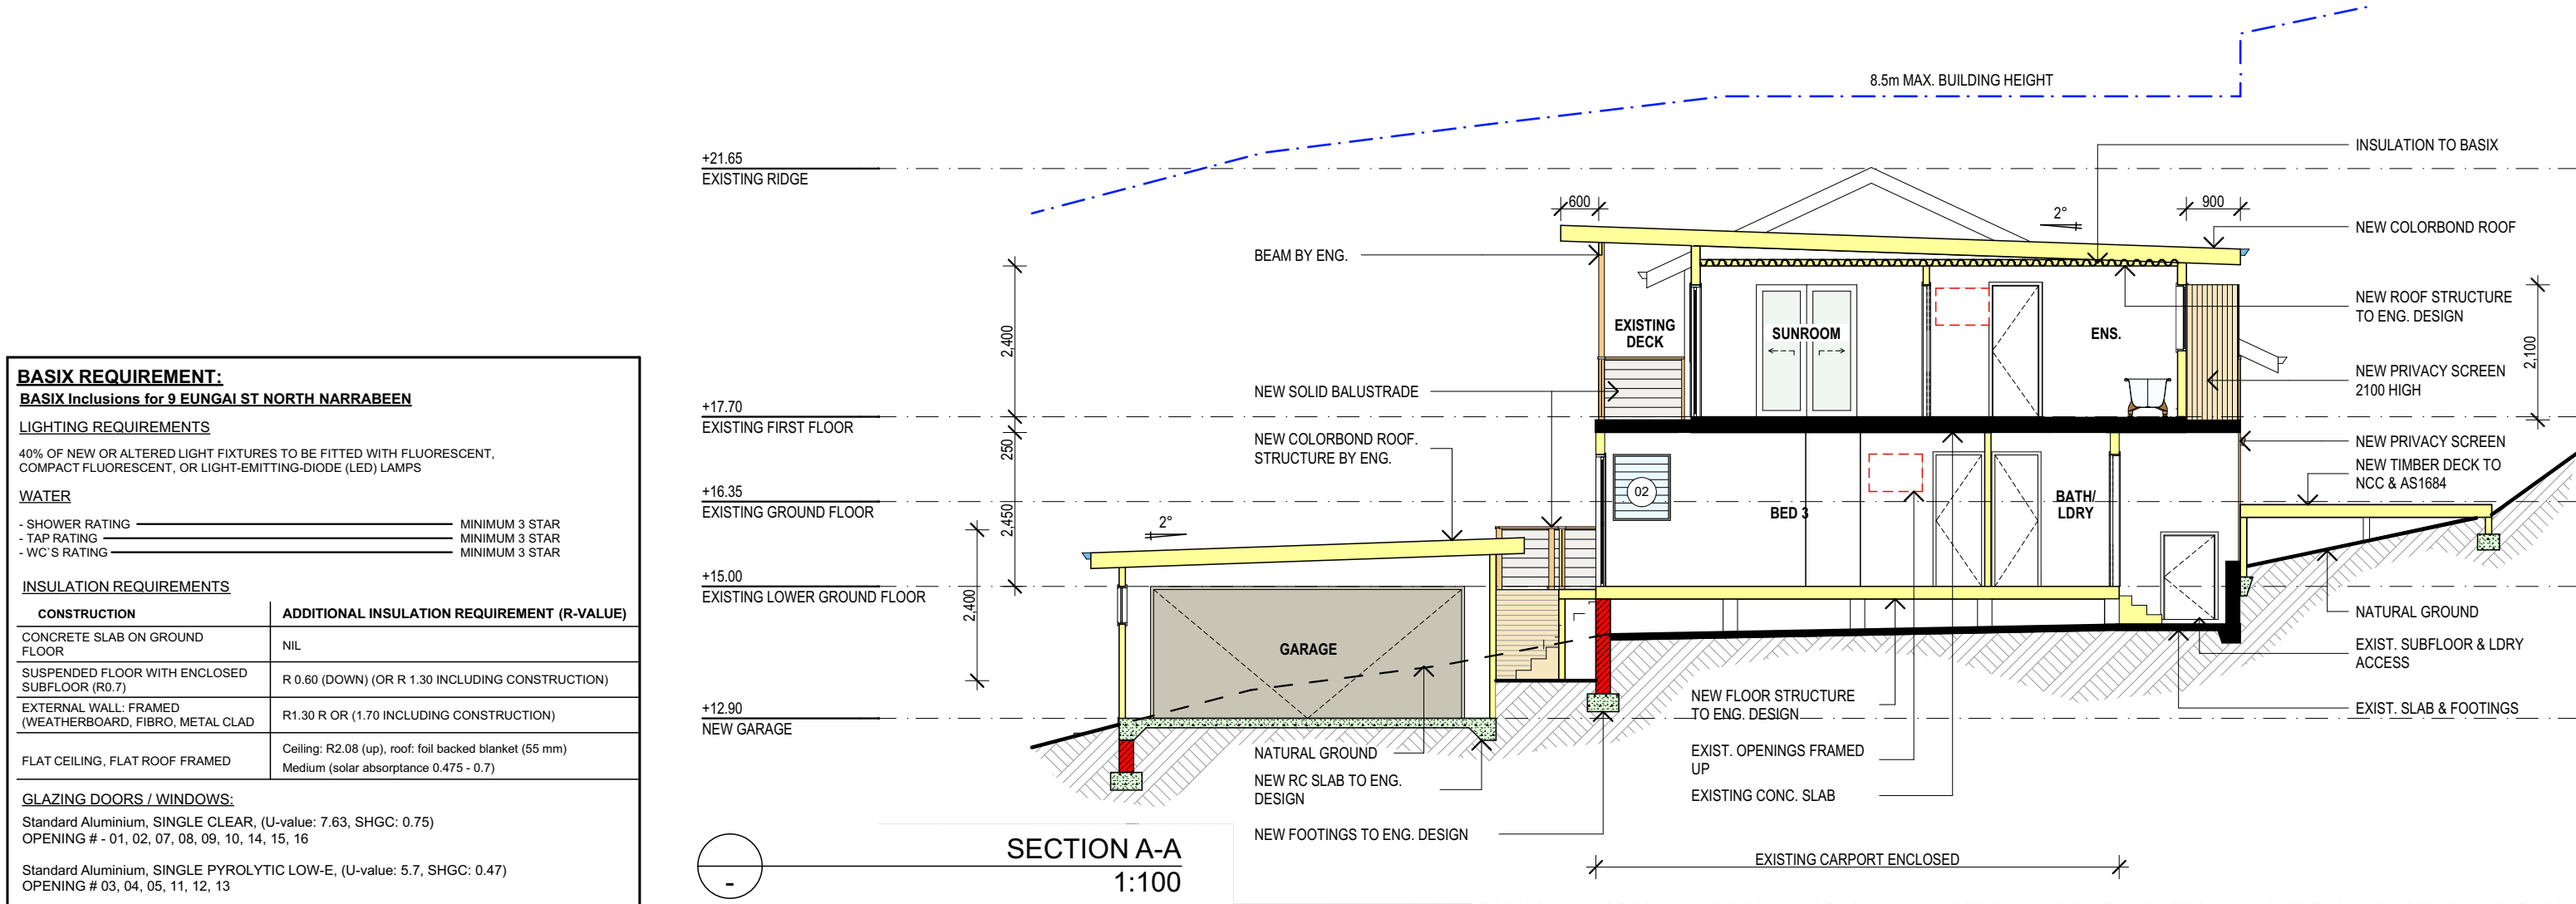 BASIX REQUIREMENT:
BASIX Inclusions for 9 EUNGAI ST NORTH NARRABEEN
LIGHTING REQUIREMENTS
40% OF NEW OR ALTERED LIGHT FIXTURES TO BE FITTED WITH FLUORESCENT,
COMPACT FLUORESCENT, OR LIGHT-EMITTING-DIODE (LED) LAMPS
WATER
- SHOWER RATING MINIMUM 3 STAR
- TAP RATING MINIMUM 3 STAR
- WC`S RATING MINIMUM 3 STAR
INSULATION REQUIREMENTS
CONSTRUCTION ADDITIONAL INSULATION REQUIREMENT (R-VALUE)
CONCRETE SLAB ON GROUND
FLOOR
NIL
SUSPENDED FLOOR WITH ENCLOSED
SUBFLOOR (R0.7)
R 0.60 (DOWN) (OR R 1.30 INCLUDING CONSTRUCTION)
EXTERNAL WALL: FRAMED
(WEATHERBOARD, FIBRO, METAL CLAD
R1.30 R OR (1.70 INCLUDING CONSTRUCTION)
FLAT CEILING, FLAT ROOF FRAMED
Ceiling: R2.08 (up), roof: foil backed blanket (55 mm)
Medium (solar absorptance 0.475 - 0.7)
GLAZING DOORS / WINDOWS:
Standard Aluminium, SINGLE CLEAR, (U-value: 7.63, SHGC: 0.75)
OPENING # - 01, 02, 07, 08, 09, 10, 14, 15, 16
Standard Aluminium, SINGLE PYROLYTIC LOW-E, (U-value: 5.7, SHGC: 0.47)
OPENING # 03, 04, 05, 11, 12, 13
8.5m MAX. BUILDING HEIGHT
+21.65
EXISTING RIDGE
+17.70
EXISTING FIRST FLOOR
+16.35
EXISTING GROUND FLOOR
+15.00
EXISTING LOWER GROUND FLOOR
+12.90
NEW GARAGE
2,400
250
2,450
2,400
600
2°
900
2,100
2°
BEAM BY ENG.
NEW SOLID BALUSTRADE
NEW COLORBOND ROOF.
STRUCTURE BY ENG.
EXISTING
DECK
SUNROOM
ENS.
02
BED 3
BATH/
LDRY
GARAGE
INSULATION TO BASIX
NEW COLORBOND ROOF
NEW ROOF STRUCTURE
TO ENG. DESIGN
NEW PRIVACY SCREEN
2100 HIGH
NEW PRIVACY SCREEN
NEW TIMBER DECK TO
NCC & AS1684
NATURAL GROUND
EXIST. SUBFLOOR & LDRY
ACCESS
EXIST. SLAB & FOOTINGS
NATURAL GROUND
NEW RC SLAB TO ENG.
DESIGN
NEW FOOTINGS TO ENG. DESIGN
NEW FLOOR STRUCTURE
TO ENG. DESIGN
EXIST. OPENINGS FRAMED
UP
EXISTING CONC. SLAB
EXISTING CARPORT ENCLOSED
-
SECTION A-A
1:100